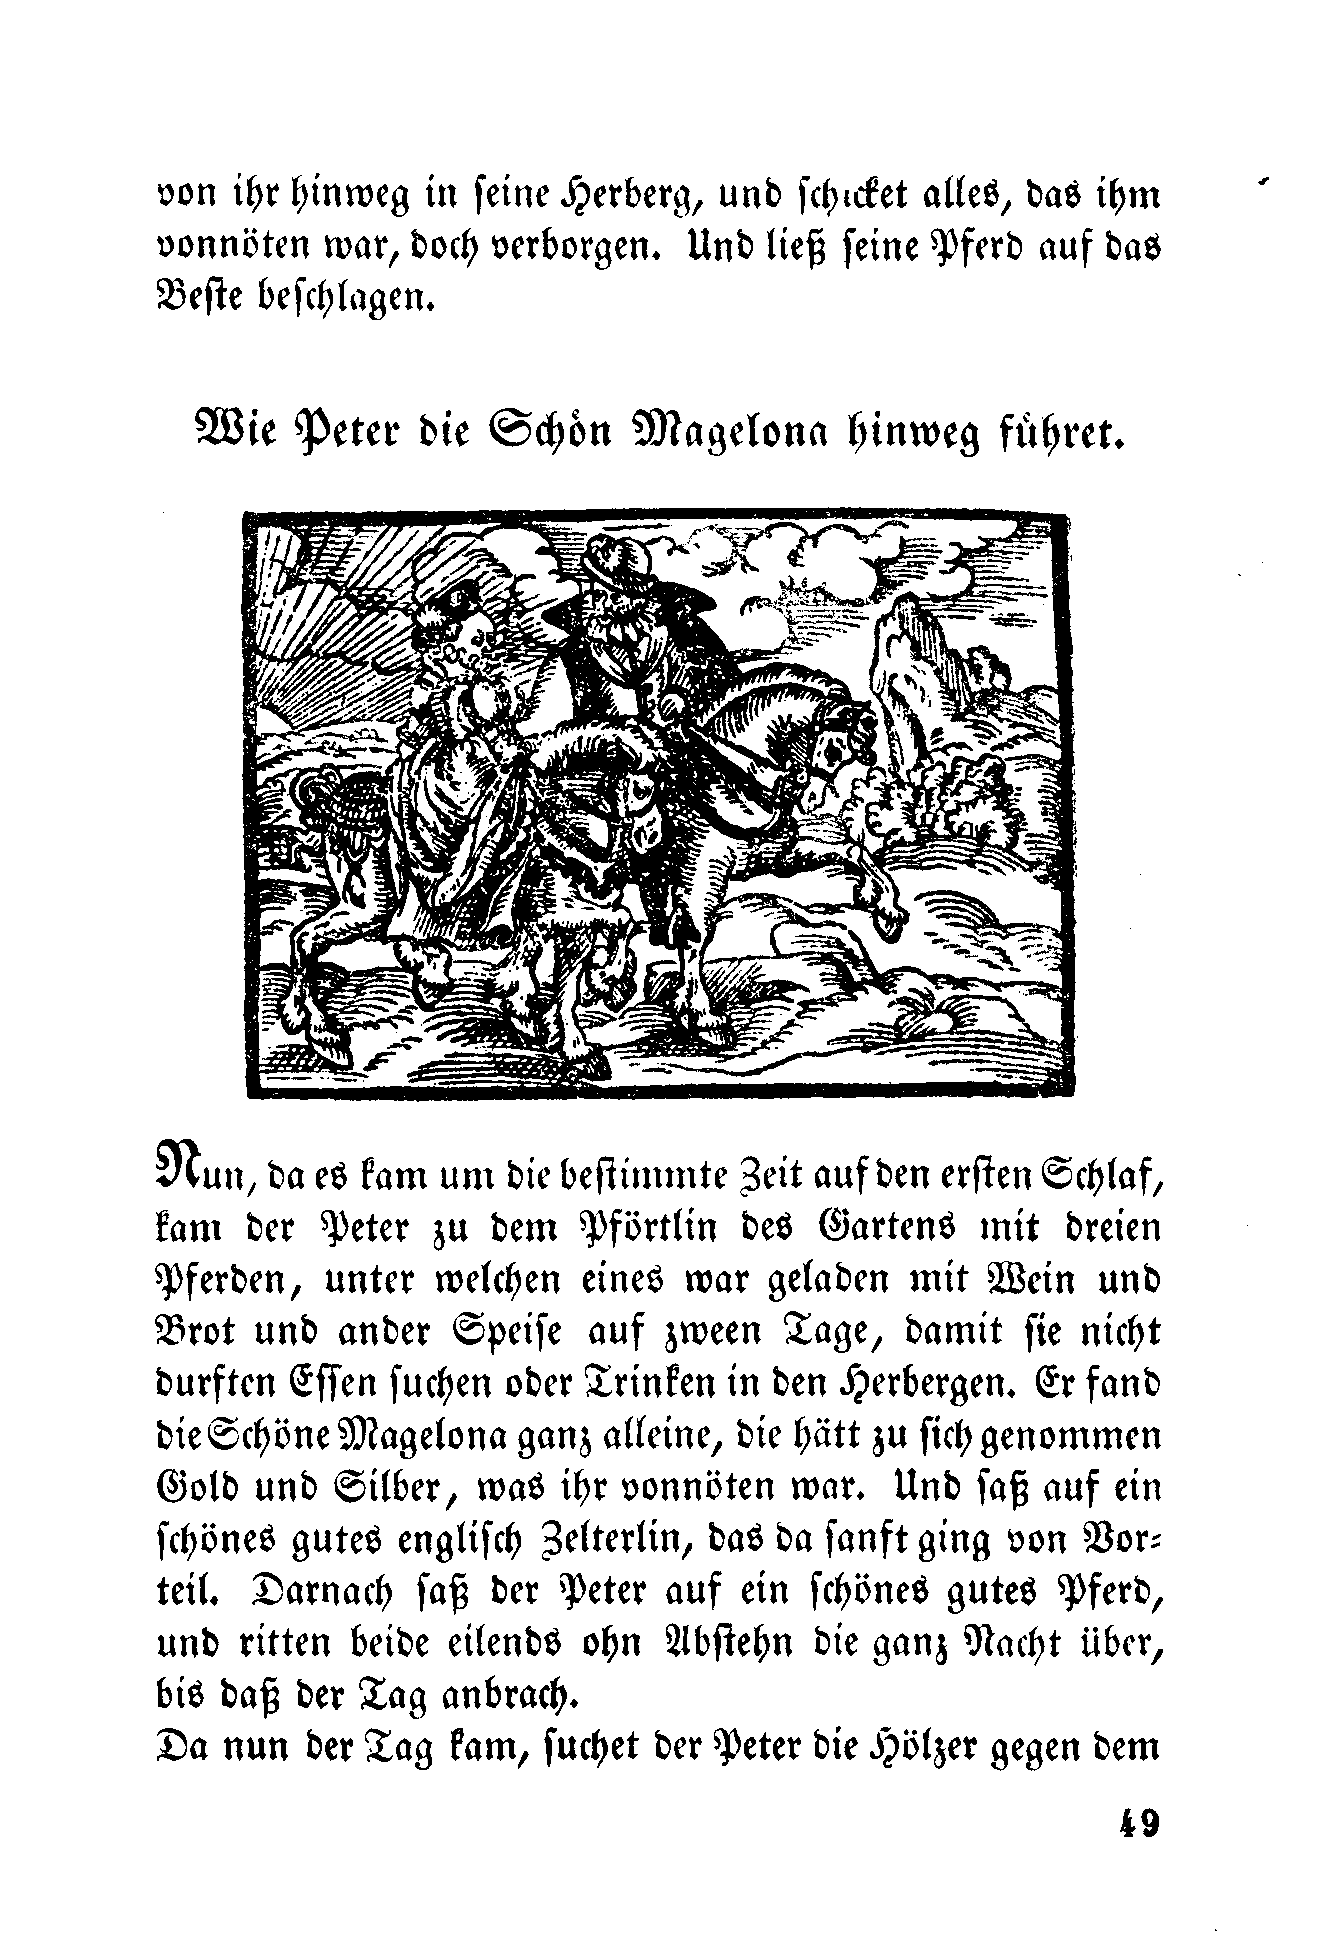 von ihr hinweg in ſeine Herberg, und ſchicket alles, das ihm
vonnöten war, doch verborgen. Und ließ ſeine Pferd auf das
Beſte beſchlagen.
Wie Peter die Schoͤn Magelona hinweg fuͤhret.
Nun, da es kam um die beſtimmte Zeit auf den erſten Schlaf,
kam der Peter zu dem Pförtlin des Gartens mit dreien
Pferden, unter welchen eines war geladen mit Wein und
Brot und ander Speiſe auf zween Tage, damit ſie nicht
durften Eſſen ſuchen oder Trinken in den Herbergen. Er fand
die Schöne Magelona ganz alleine, die hätt zu ſich genommen
Gold und Silber, was ihr vonnöten war. Und ſaß auf ein
ſchönes gutes engliſch Zelterlin, das da ſanft ging von Vor⸗
teil. Darnach ſaß der Peter auf ein ſchönes gutes Pferd,
und ritten beide eilends ohn Abſtehn die ganz Nacht über,
bis daß der Tag anbrach.
Da nun der Tag kam, ſuchet der Peter die Hölzer gegen dem
49